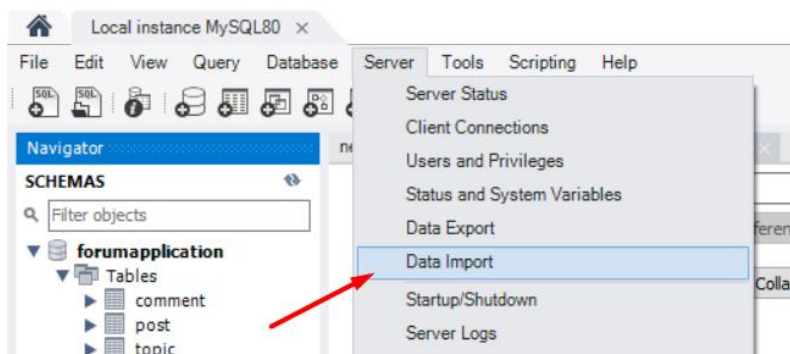 Local instance MySQL80 ×
File Edit View Query Database Server Tools Scripting Help
SQL SQL
Server Status
Client Connections
Navigator
Users and Privileges
SCHEMAS
Status and System Variables
Filter objects
Data Export
forumapplication
Data Import
Tables
comment
Startup/Shutdown
post
Server Logs
topic